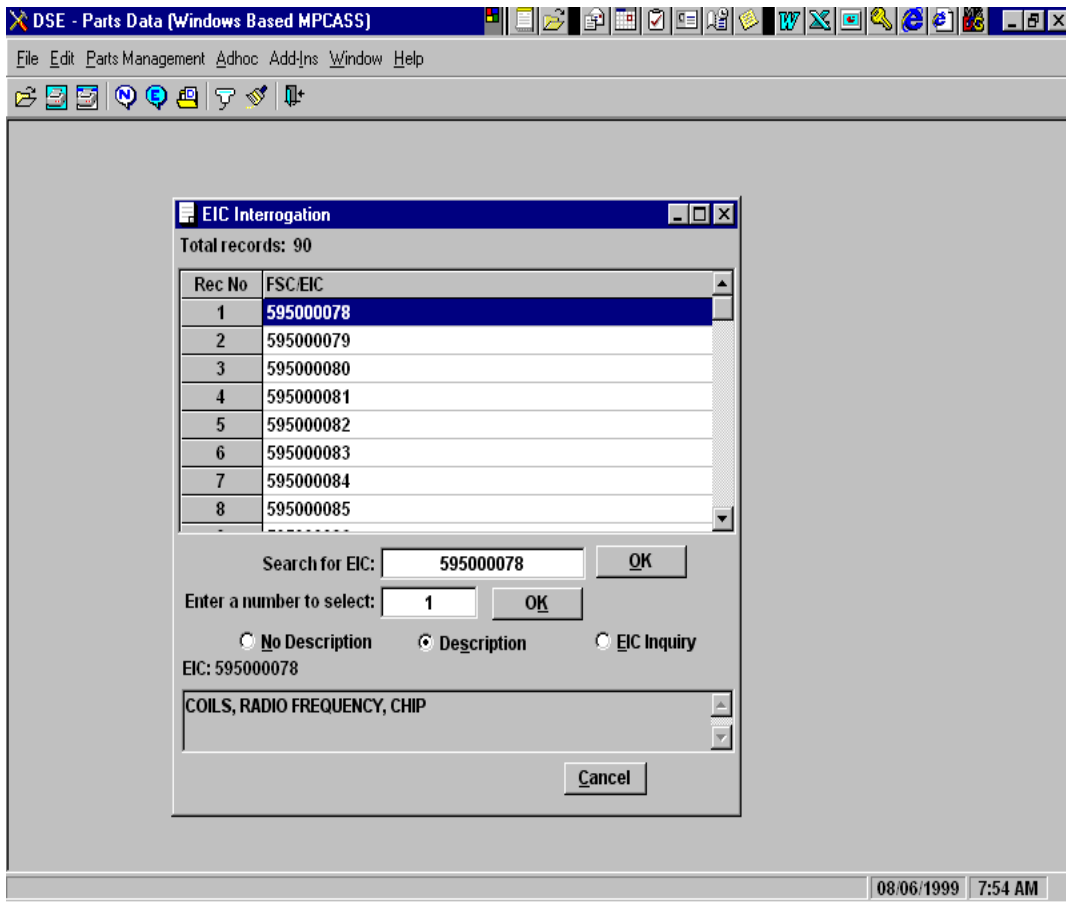 DSE - Parts Data (Windows Based MPCASS)
File Edit Parts Management Adhoc Add-Ins Window Help
EIC Interrogation
Total records: 90
Rec No FSC/EIC
1 595000078
2 595000079
3 595000080
4 595000081
5 595000082
6 595000083
7 595000084
8 595000085
Search for EIC: 595000078 OK
Enter a number to select: 1 OK
No Description Description EIC Inquiry
EIC: 595000078
COILS, RADIO FREQUENCY, CHIP
Cancel
08/06/1999 7:54 AM